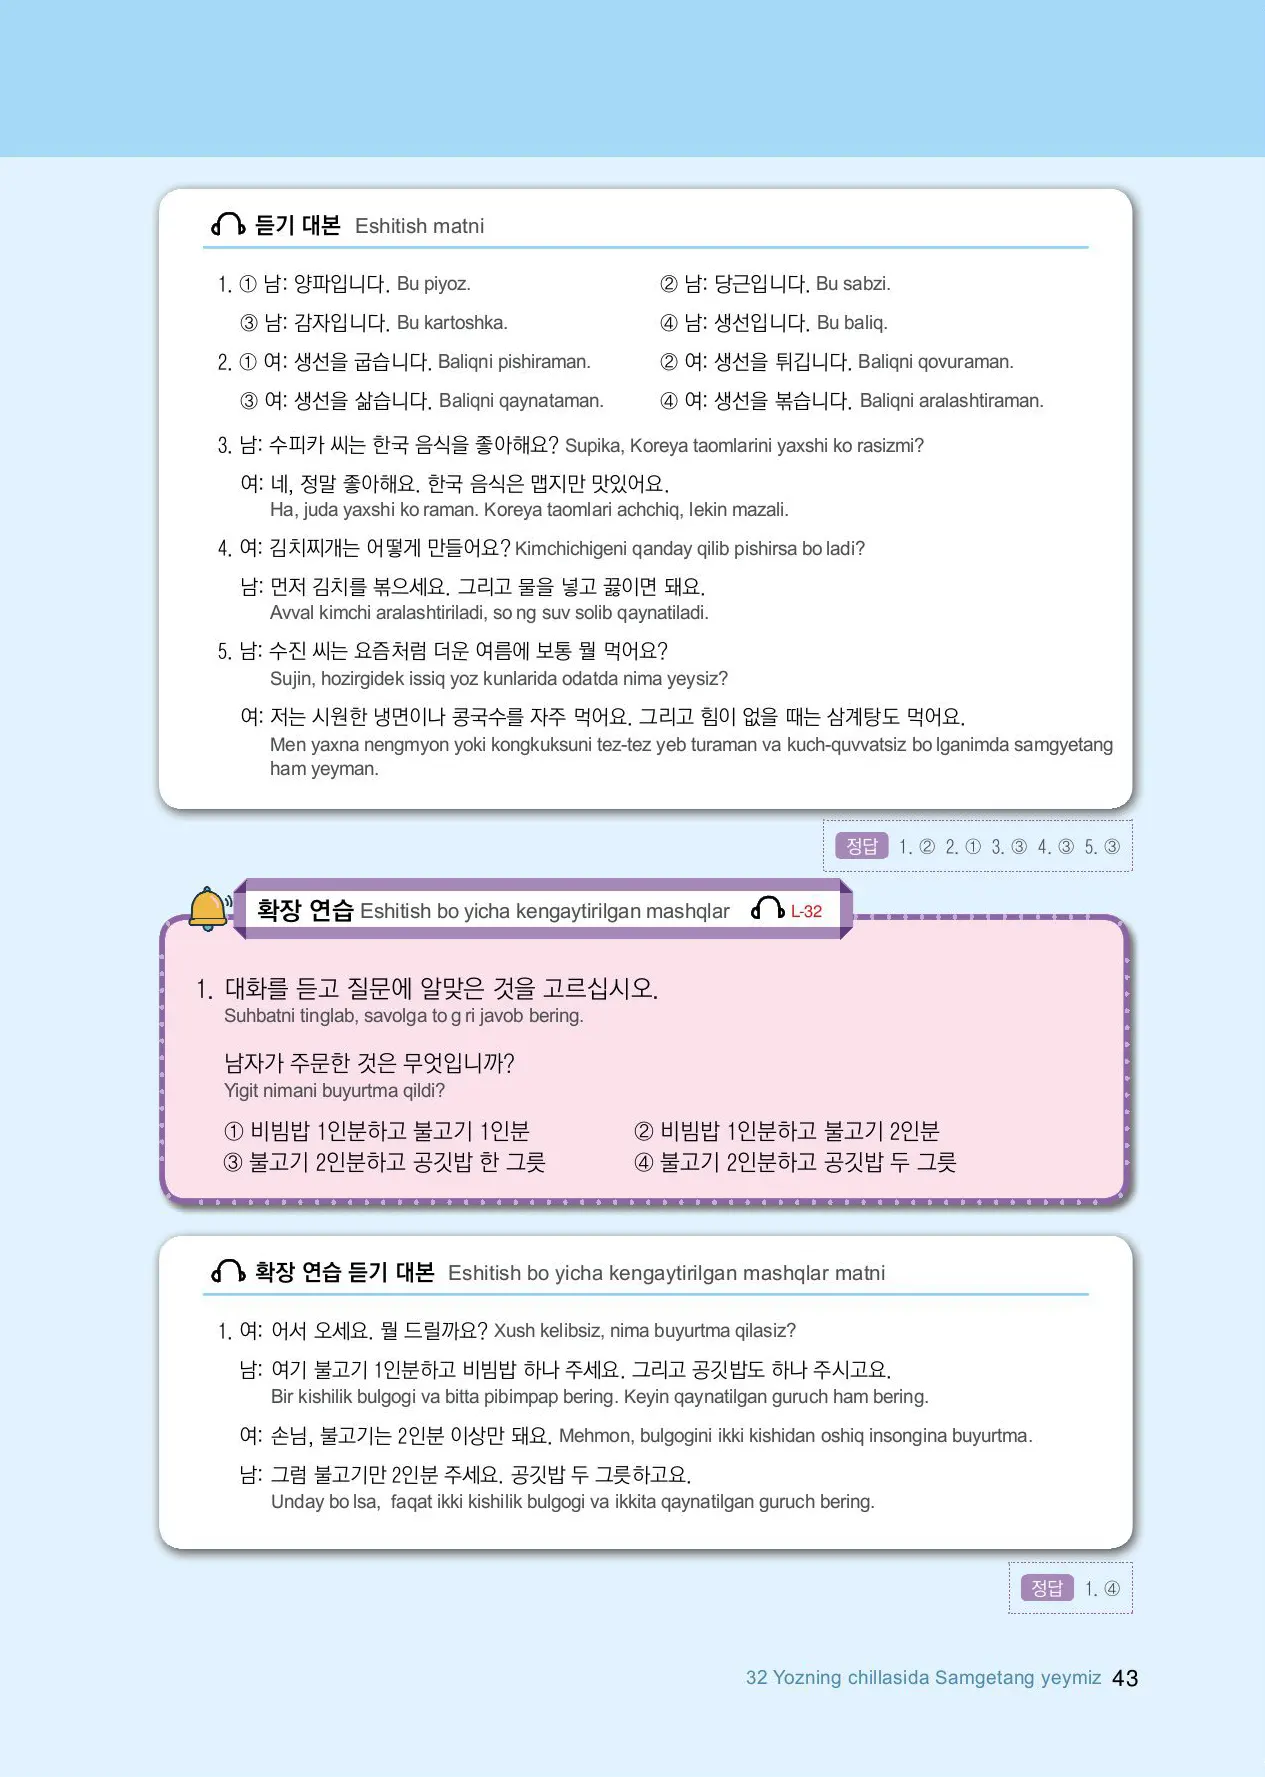 듣기 대본 Eshitish matni
1. ① 남: 양파입니다. Bu piyoz. ② 남: 당근입니다. Bu sabzi.
③ 남: 감자입니다. Bu kartoshka. ④ 남: 생선입니다. Bu baliq.
2. ① 여: 생선을 굽습니다. Baliqni pishiraman. ② 여: 생선을 튀깁니다. Baliqni qovuraman.
③ 여: 생선을 삶습니다. Baliqni qaynataman. ④ 여: 생선을 볶습니다. Baliqni aralashtiraman.
3. 남: 수피카 씨는 한국 음식을 좋아해요? Supika, Koreya taomlarini yaxshi ko rasizmi?
여: 네, 정말 좋아해요. 한국 음식은 맵지만 맛있어요.
Ha, juda yaxshi ko raman. Koreya taomlari achchiq, lekin mazali.
4. 여: 김치찌개는 어떻게 만들어요? Kimchichigeni qanday qilib pishirsa bo ladi?
남: 먼저 김치를 볶으세요. 그리고 물을 넣고 끓이면 돼요.
Avval kimchi aralashtiriladi, so ng suv solib qaynatiladi.
5. 남: 수진 씨는 요즘처럼 더운 여름에 보통 뭘 먹어요?
Sujin, hozirgidek issiq yoz kunlarida odatda nima yeysiz?
여: 저는 시원한 냉면이나 콩국수를 자주 먹어요. 그리고 힘이 없을 때는 삼계탕도 먹어요.
Men yaxna nengmyon yoki kongkuksuni tez-tez yeb turaman va kuch-quvvatsiz bo lganimda samgyetang
ham yeyman.
정답 1. ② 2. ① 3. ③ 4. ③ 5. ③
확장 연습 Eshitish bo yicha kengaytirilgan mashqlar L-32
1. 대화를 듣고 질문에 알맞은 것을 고르십시오.
Suhbatni tinglab, savolga to g ri javob bering.
남자가 주문한 것은 무엇입니까?
Yigit nimani buyurtma qildi?
① 비빔밥 1인분하고 불고기 1인분 ② 비빔밥 1인분하고 불고기 2인분
③ 불고기 2인분하고 공깃밥 한 그릇 ④ 불고기 2인분하고 공깃밥 두 그릇
확장 연습 듣기 대본 Eshitish bo yicha kengaytirilgan mashqlar matni
1. 여: 어서 오세요. 뭘 드릴까요? Xush kelibsiz, nima buyurtma qilasiz?
남: 여기 불고기 1인분하고 비빔밥 하나 주세요. 그리고 공깃밥도 하나 주시고요.
Bir kishilik bulgogi va bitta pibimpap bering. Keyin qaynatilgan guruch ham bering.
여: 손님, 불고기는 2인분 이상만 돼요. Mehmon, bulgogini ikki kishidan oshiq insongina buyurtma.
남: 그럼 불고기만 2인분 주세요. 공깃밥 두 그릇하고요.
Unday bo lsa, faqat ikki kishilik bulgogi va ikkita qaynatilgan guruch bering.
정답 1. ④
32 Yozning chillasida Samgetang yeymiz 43